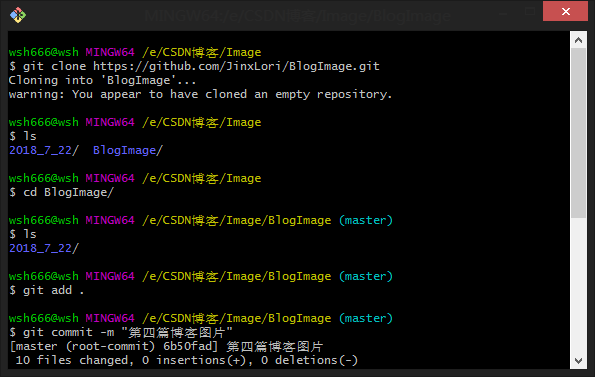 MINGW64:/e/CSDN博客/Image/BlogImage
wsh666@wsh MINGW64 /e/CSDN博客/Image
$ git clone https://github.com/JinxLori/BlogImage.git
Cloning into 'BlogImage'...
warning: You appear to have cloned an empty repository.
wsh666@wsh MINGW64 /e/CSDN博客/Image
$ ls
2018_7_22/  BlogImage/
wsh666@wsh MINGW64 /e/CSDN博客/Image
$ cd BlogImage/
wsh666@wsh MINGW64 /e/CSDN博客/Image/BlogImage (master)
$ ls
2018_7_22/
wsh666@wsh MINGW64 /e/CSDN博客/Image/BlogImage (master)
$ git add .
wsh666@wsh MINGW64 /e/CSDN博客/Image/BlogImage (master)
$ git commit -m "第四篇博客图片"
[master (root-commit) 6b50fad] 第四篇博客图片
 10 files changed, 0 insertions(+), 0 deletions(-)